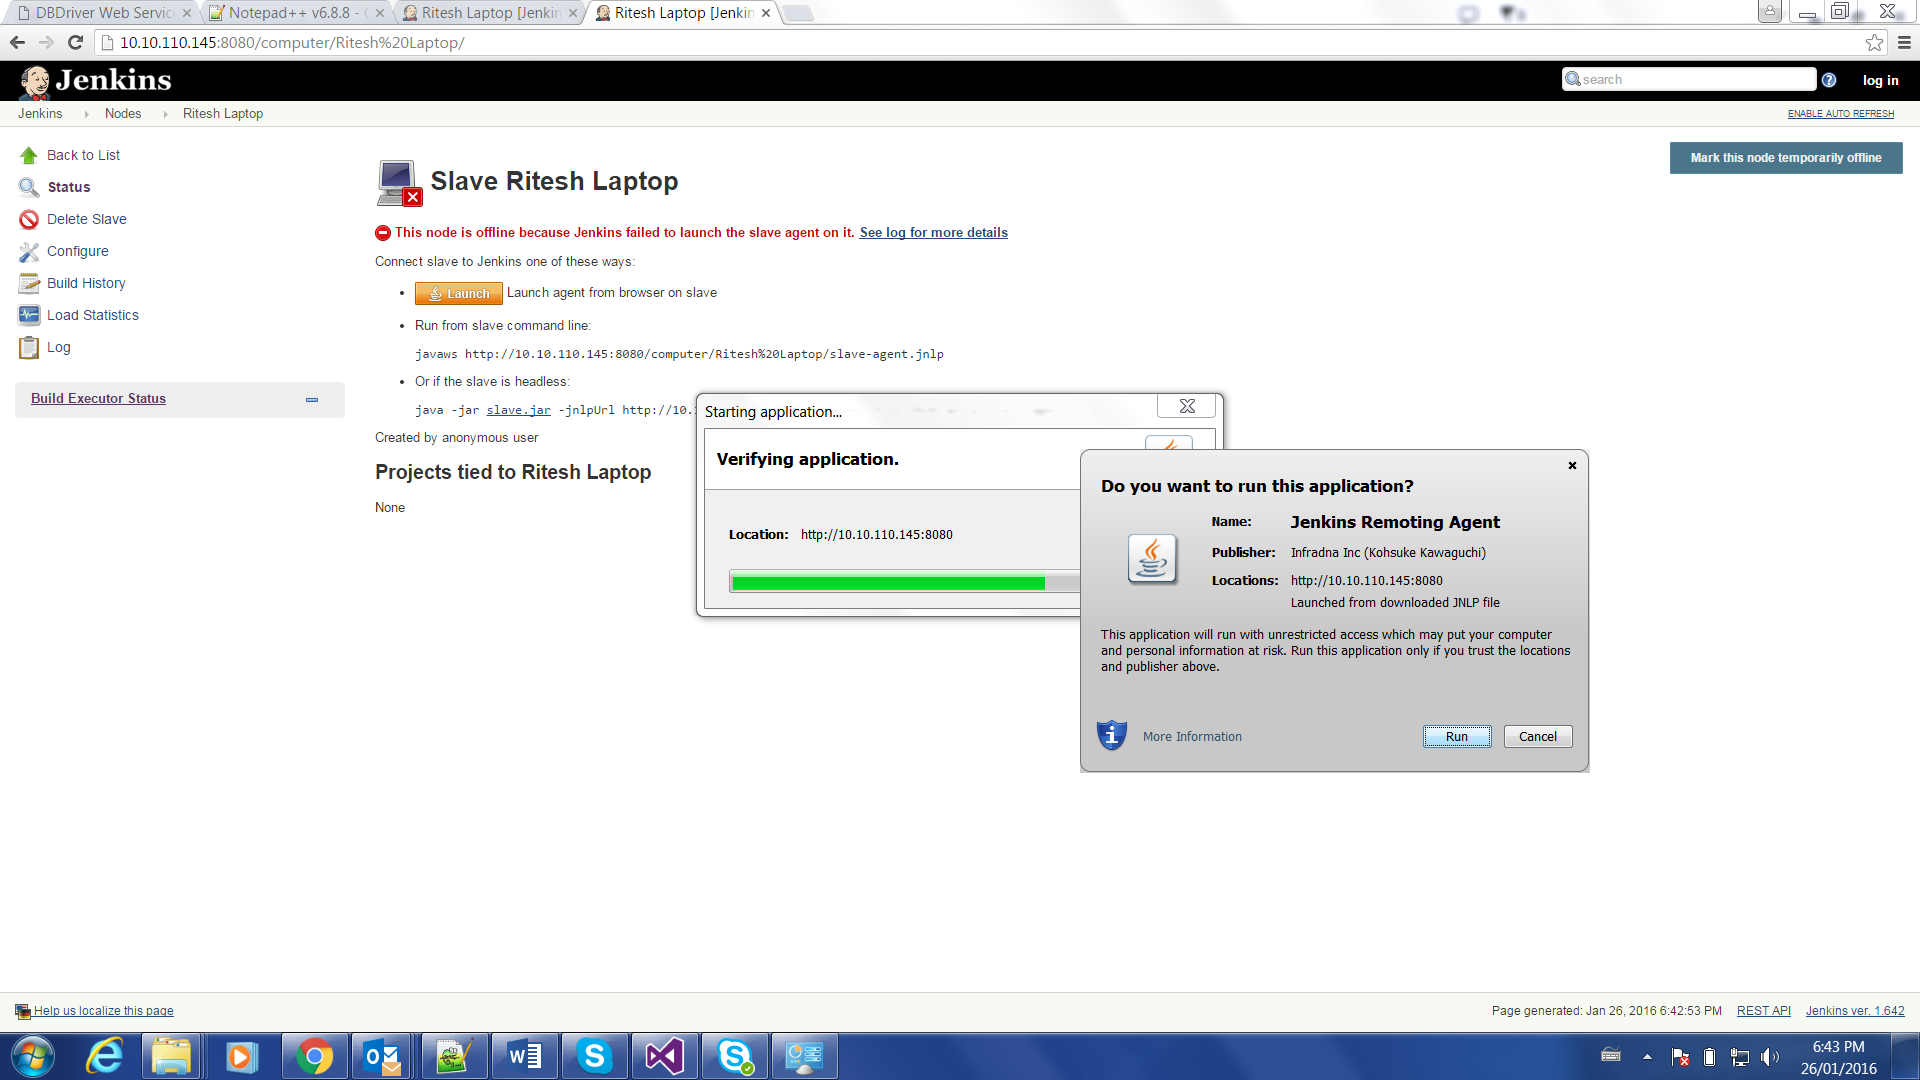 DBDriver Web Servic
Notepad++ v6.8.8 -
Ritesh Laptop [Jenkin
Ritesh Laptop [Jenkin
10.10.110.145:8080/computer/Ritesh%20Laptop/
Jenkins
search
log in
Jenkins
Nodes
Ritesh Laptop
ENABLE AUTO REFRESH
Back to List
Status
Delete Slave
Configure
Build History
Load Statistics
Log
Build Executor Status
Slave Ritesh Laptop
Mark this node temporarily offline
This node is offline because Jenkins failed to launch the slave agent on it. See log for more details
Connect slave to Jenkins one of these ways:
Launch Launch agent from browser on slave
Run from slave command line:
javaws http://10.10.110.145:8080/computer/Ritesh%20Laptop/slave-agent.jnlp
Or if the slave is headless:
java -jar slave.jar -jnlpUrl http://10.
Created by anonymous user
Projects tied to Ritesh Laptop
None
Starting application...
Verifying application.
Location: http://10.10.110.145:8080
Do you want to run this application?
Name: Jenkins Remoting Agent
Publisher: Infradna Inc (Kohsuke Kawaguchi)
Locations: http://10.10.110.145:8080
Launched from downloaded JNLP file
This application will run with unrestricted access which may put your computer
and personal information at risk. Run this application only if you trust the locations
and publisher above.
More Information
Run
Cancel
Help us localize this page
Page generated: Jan 26, 2016 6:42:53 PM
REST API
Jenkins ver. 1.642
6:43 PM
26/01/2016